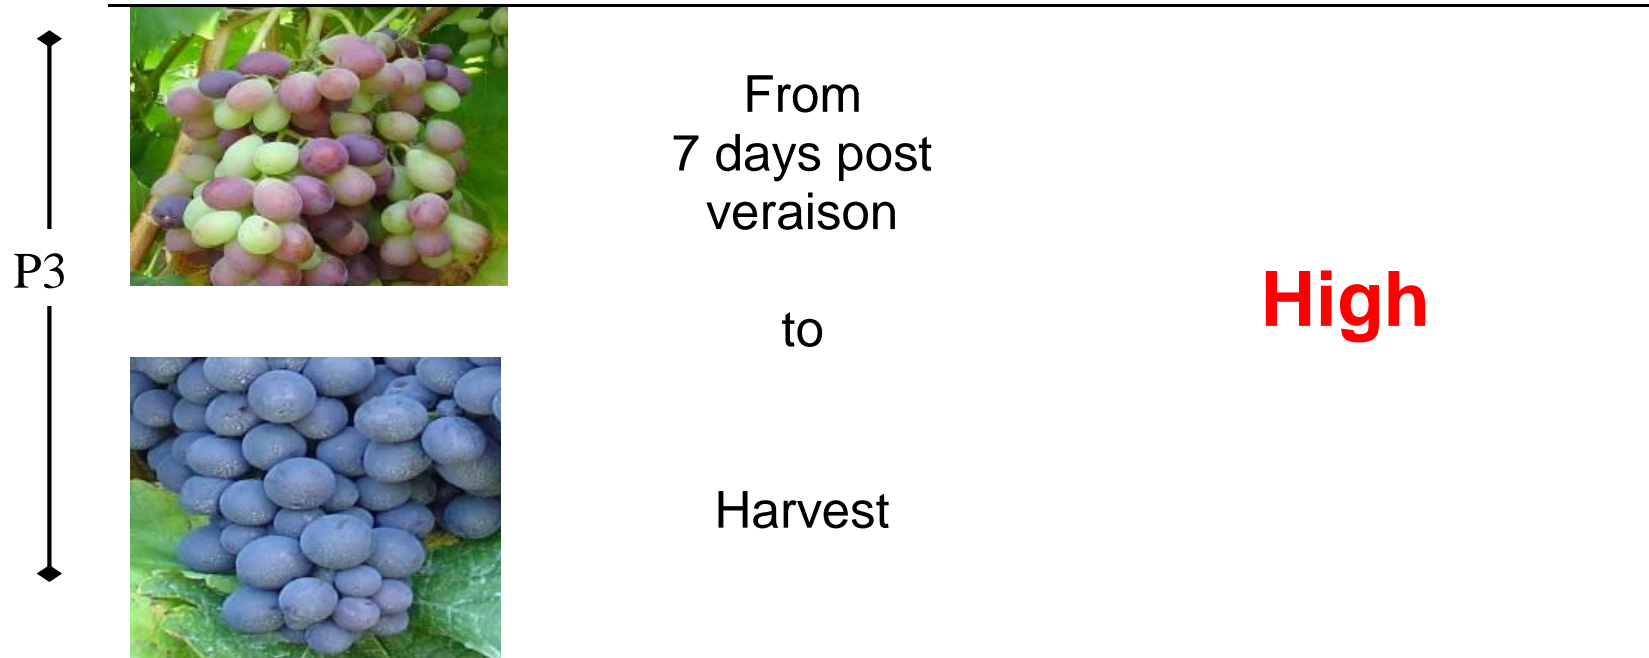 P3
From
7 days post
veraison
to
Harvest
High